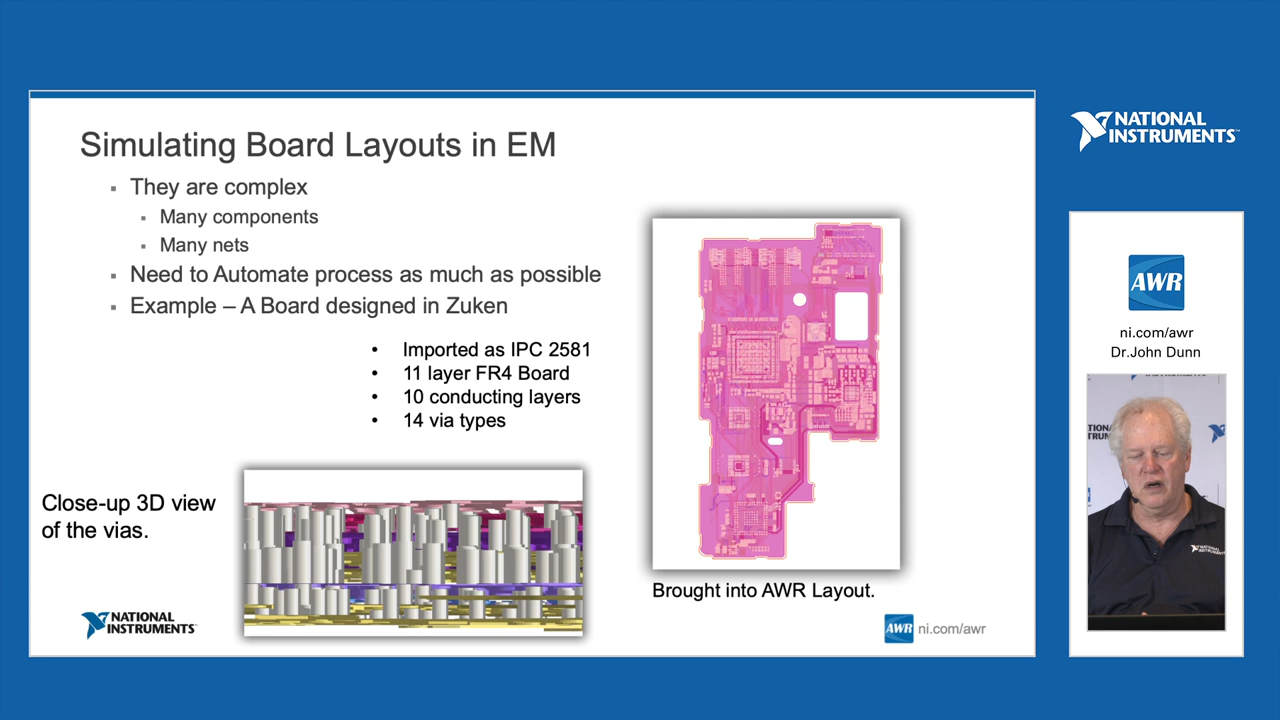 Simulating Board Layouts in EM
They are complex
Many components
Many nets
Need to Automate process as much as possible
Example – A Board designed in Zuken
Imported as IPC 2581
11 layer FR4 Board
10 conducting layers
14 via types
Close-up 3D view
of the vias.
Brought into AWR Layout.
NATIONAL
INSTRUMENTS
AWR ni.com/awr
NATIONAL
INSTRUMENTS
AWR
ni.com/awr
Dr.John Dunn
NATIONAL
INSTRUMENTS